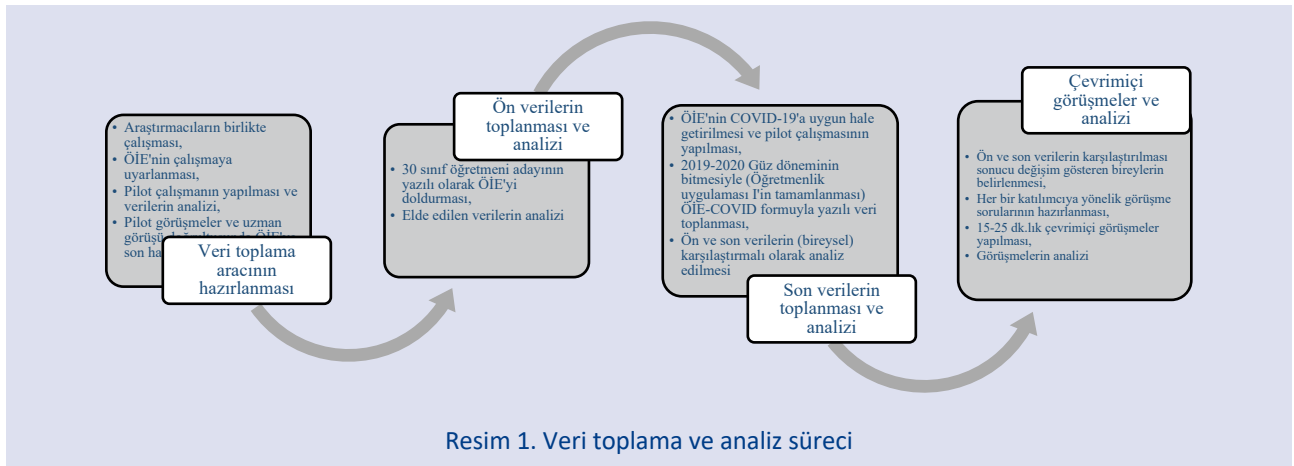 • Araştırmacıların birlikte
çalışması,
• ÖİE'nin çalışmaya
uyarlanması,
• Pilot çalışmanın yapılması ve
verilerin analizi,
• Pilot görüşmeler ve uzman
görüşü
son
Veri toplama
aracının
hazırlanması
Ön verilerin
toplanması ve
analizi
• 30 sınıf öğretmeni adayının
yazılı olarak ÖİE'yi
doldurması,
• Elde edilen verilerin analizi
• ÖİE'nin COVID-19'a uygun hale
getirilmesi ve pilot çalışmasının
yapılması,
• 2019-2020 Güz döneminin
bitmesiyle (Öğretmenlik
uygulaması I'in tamamlanması)
ÖİE-COVID formuyla yazılı veri
toplanması,
• Ön ve son verilerin (bireysel)
karşılaştırmalı olarak analiz
edilmesi
Son verilerin
toplanması ve
analizi
Çevrimiçi
görüşmeler ve
analizi
• Ön ve son verilerin karşılaştırılması
sonucu değişim gösteren bireylerin
belirlenmesi,
• Her bir katılımcıya yönelik görüşme
sorularının hazırlanması,
• 15-25 dk.lık çevrimiçi görüşmeler
yapılması,
• Görüşmelerin analizi
Resim 1. Veri toplama ve analiz süreci